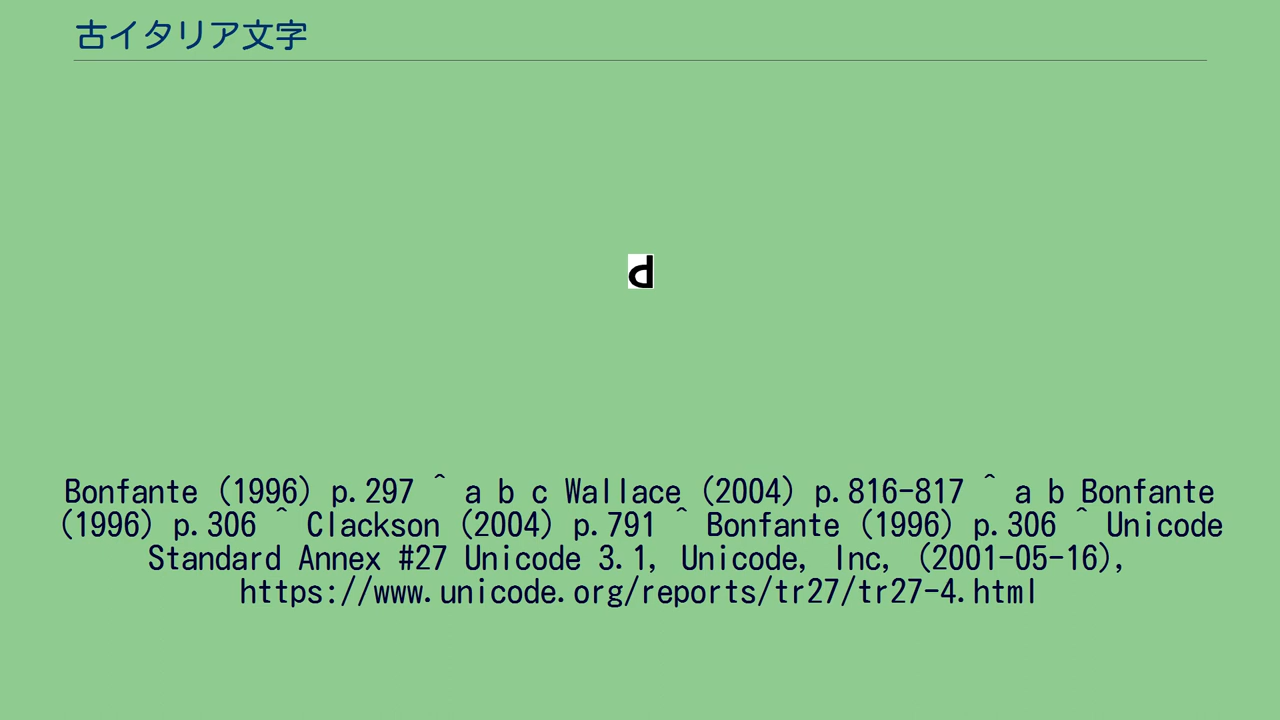 古イタリア文字
d
Bonfante (1996) p.297 ^ a b c Wallace (2004) p.816-817 ^ a b Bonfante
(1996) p.306 ^ Clackson (2004) p.791 ^ Bonfante (1996) p.306 ^ Unicode
Standard Annex #27 Unicode 3.1, Unicode, Inc, (2001-05-16),
https://www.unicode.org/reports/tr27/tr27-4.html